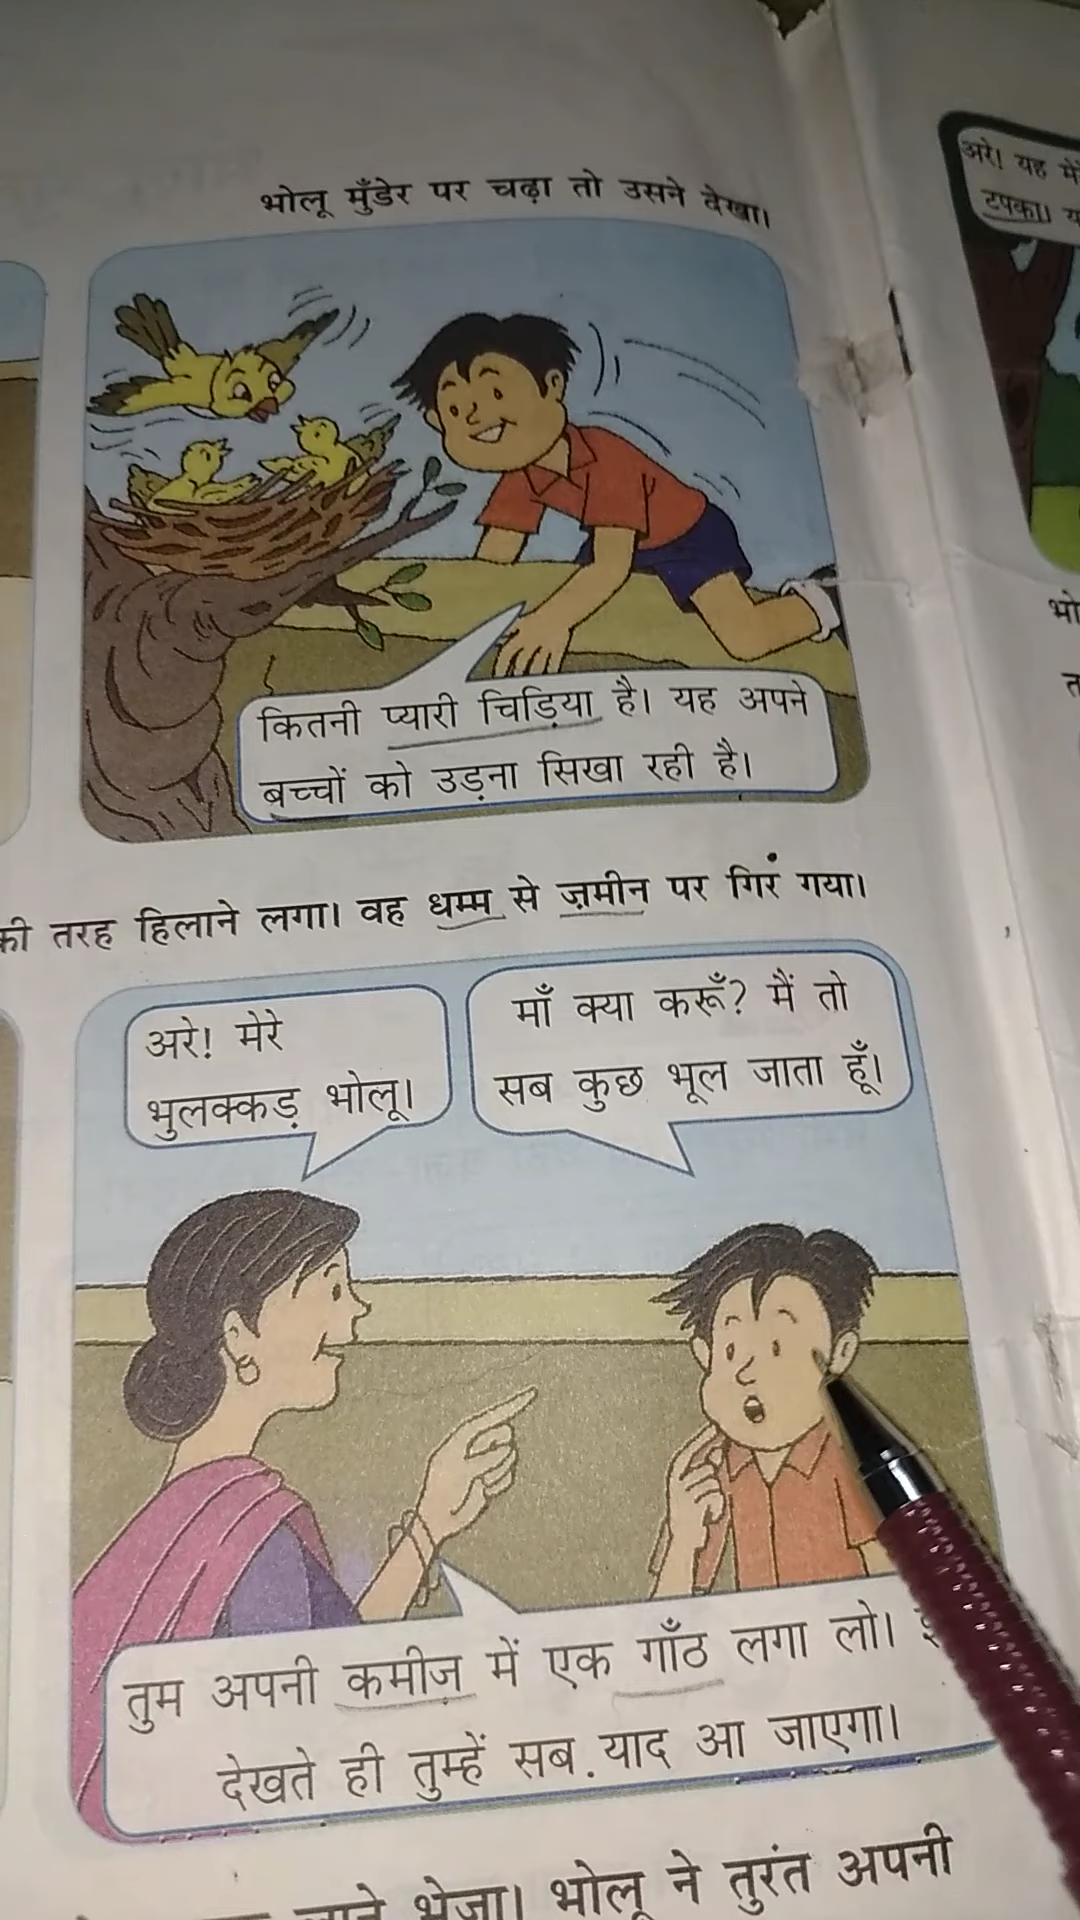 भोलू मुँडेर पर चढ़ा तो उसने देखा।
अरे! यह
टपका।
कितनी प्यारी चिड़िया है। यह अपने
बच्चों को उड़ना सिखा रही है।
की तरह हिलाने लगा। वह धम्म से ज़मीन पर गिर गया।
अरे! मेरे
भुलक्कड़ भोलू।
माँ क्या करूँ? मैं तो
सब कुछ भूल जाता हूँ।
तुम अपनी कमीज़ में एक गाँठ लगा लो।
देखते ही तुम्हें सब याद आ जाएगा।
भेजा। भोलू ने तुरंत अपनी